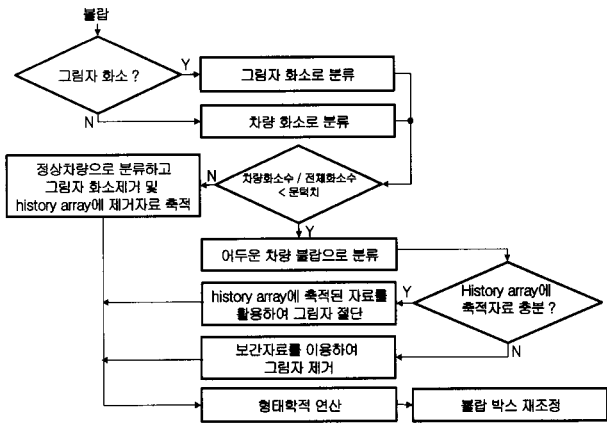 불랍
그림자 화소 ?
Y
그림자 화소로 분류
N
차량 화소로 분류
정상차량으로 분류하고
그림자 화소제거 및
history array에 제거자료 축적
N
차량화소수 / 전체화소수
< 문턱치
Y
어두운 차량 불랍으로 분류
history array에 축적된 자료를
활용하여 그림자 절단
Y
History array에
축적자료 충분 ?
N
보간자료를 이용하여
그림자 제거
형태학적 연산
불랍 박스 재조정